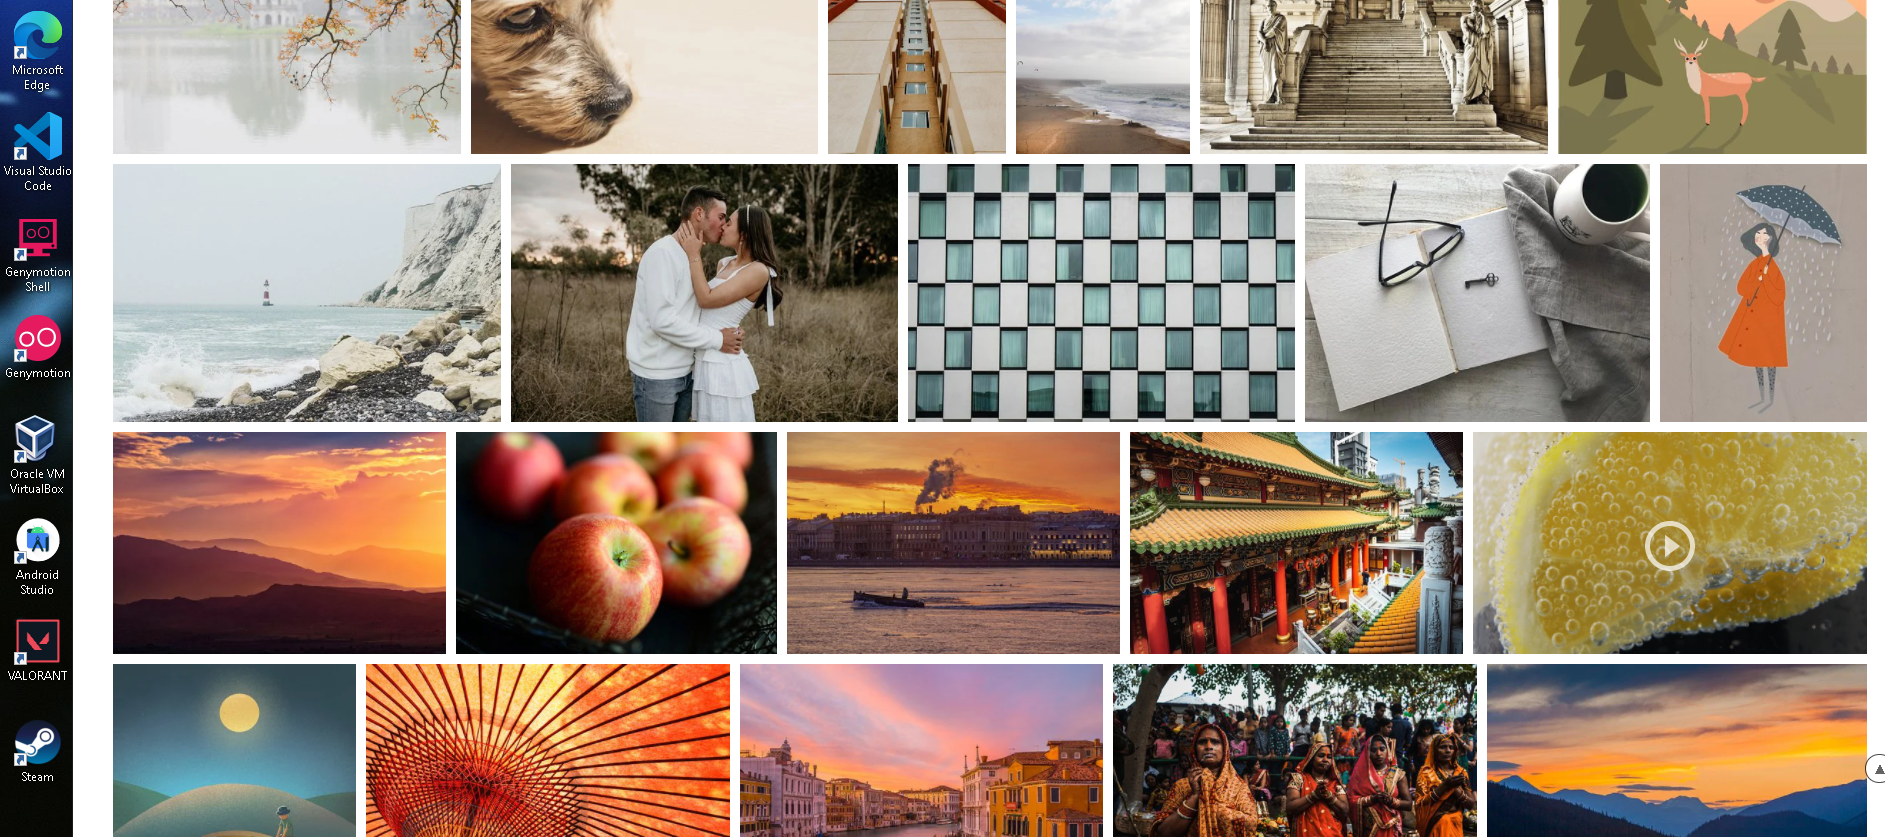 Microsoft
Edge
Visual Studio
Code
Genymotion
Shell
Genymotion
Oracle VM
VirtualBox
Android
Studio
VALORANT
Steam